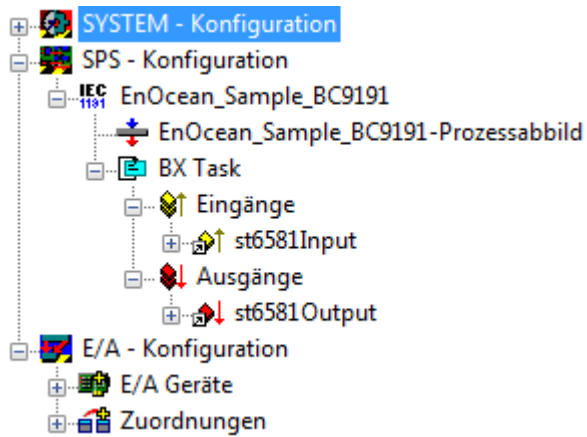 SYSTEM - Konfiguration
SPS - Konfiguration
IEC
1131
EnOcean_Sample_BC9191
EnOcean_Sample_BC9191-Prozessabbild
BX Task
Eingänge
st6581Input
Ausgänge
st6581Output
E/A - Konfiguration
E/A Geräte
Zuordnungen